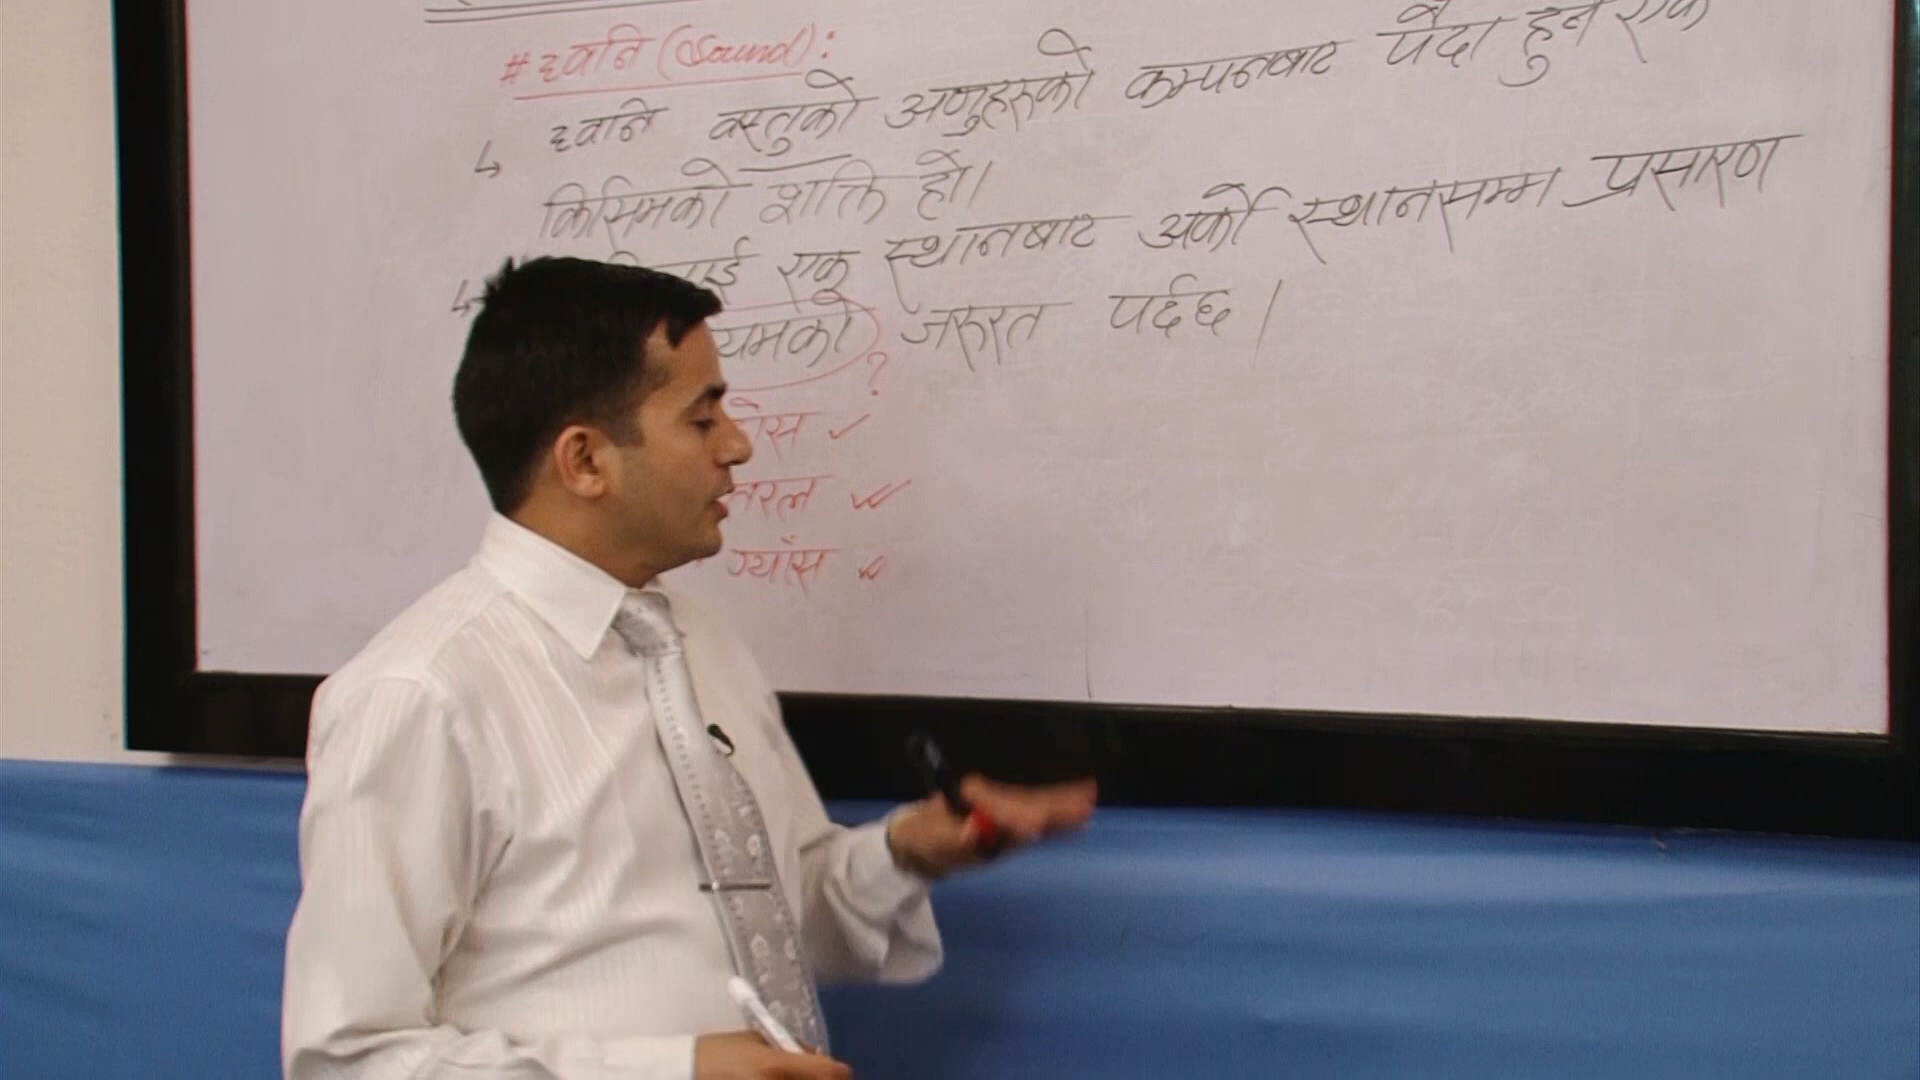 # ध्वनि (Sound):
↳ ध्वनि वस्तुको अणुहरुको कम्पनबाट पैदा हुने एक
किसिमको शक्ति हो।
↳ लाई एक स्थानबाट अर्को स्थानसम्म प्रसारण
यमको जरुरत पर्दछ।
?
ोस ✓
तरल ✓
ग्याँस ✓